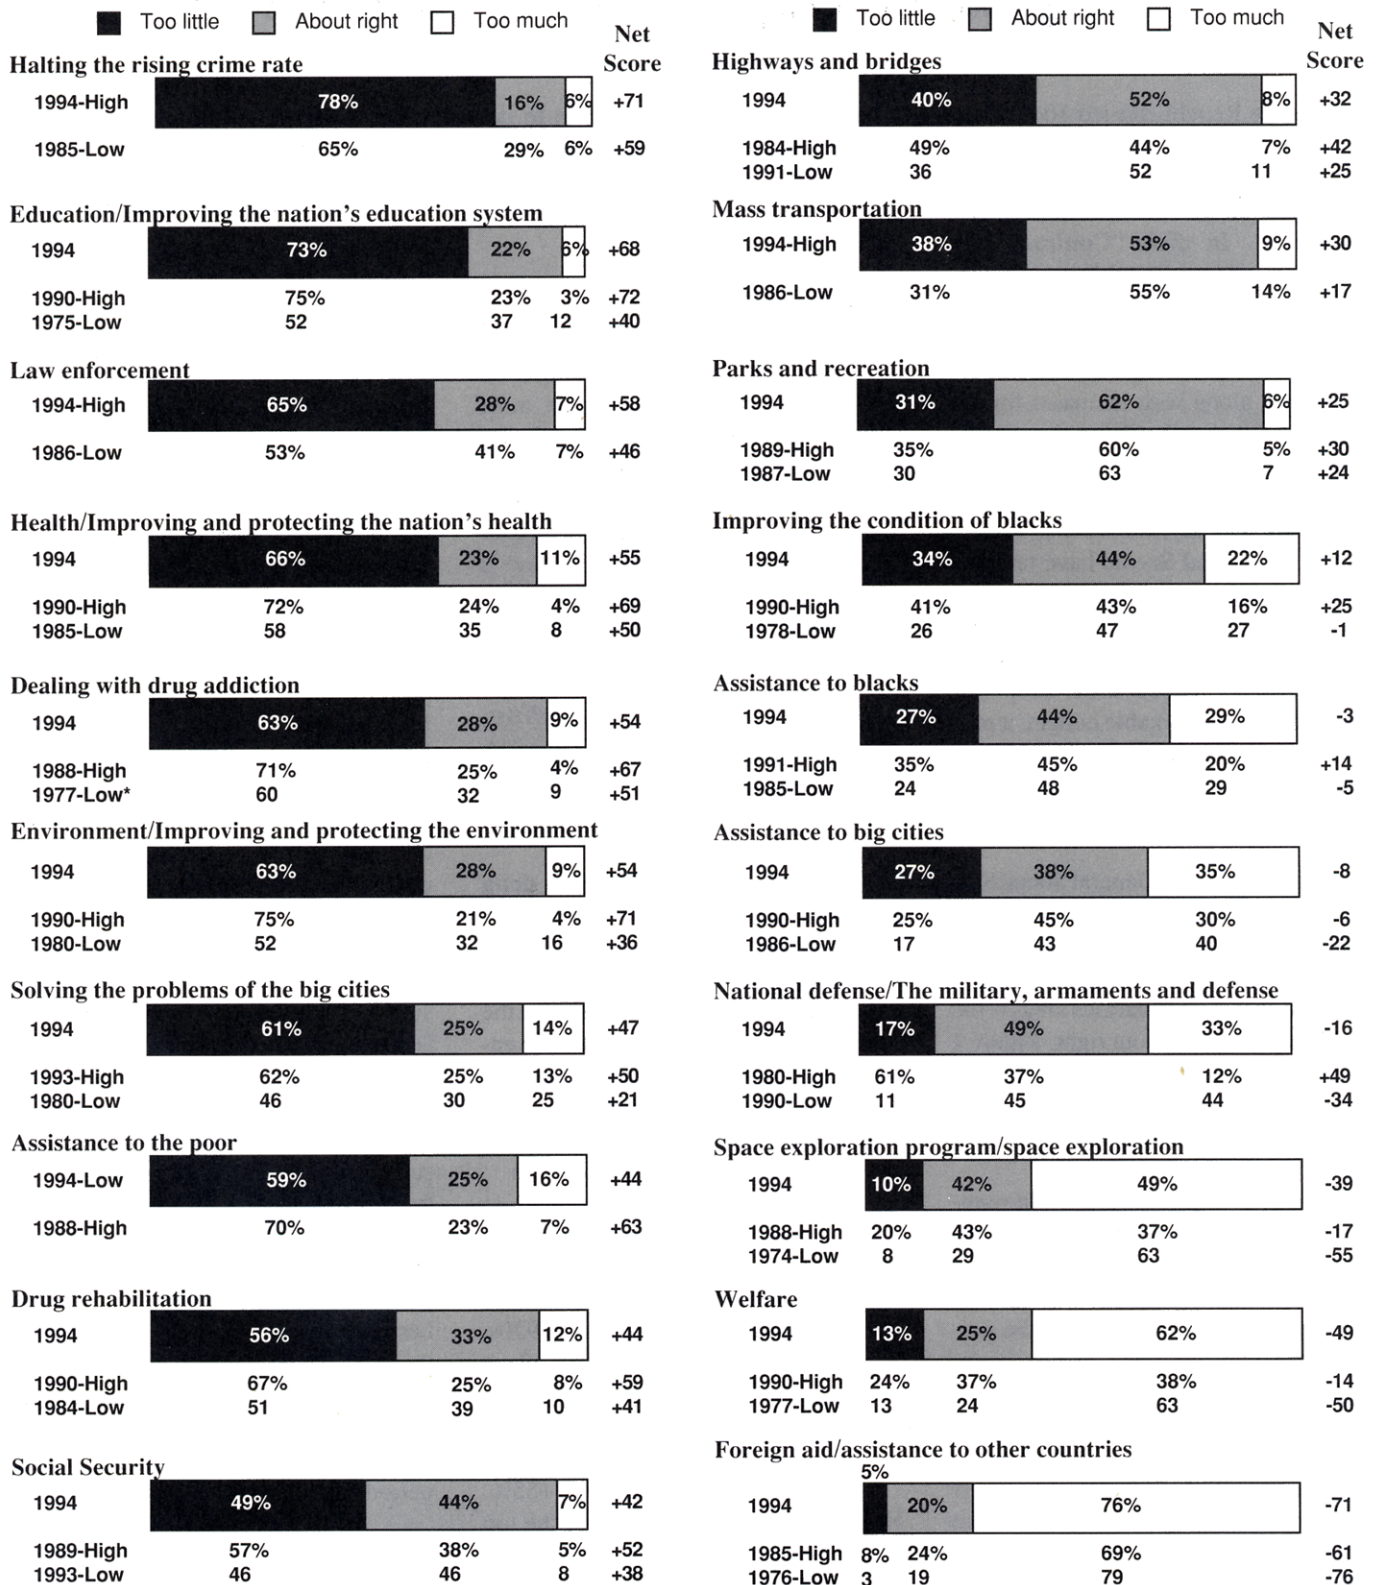 Too little About right Too much
Net
Score
Halting the rising crime rate
1994-High 78% 16% 6% +71
1985-Low 65% 29% 6% +59
Education/Improving the nation's education system
1994 73% 22% 6% +68
1990-High 75% 23% 3% +72
1975-Low 52 37 12 +40
Law enforcement
1994-High 65% 28% 7% +58
1986-Low 53% 41% 7% +46
Health/Improving and protecting the nation's health
1994 66% 23% 11% +55
1990-High 72% 24% 4% +69
1985-Low 58 35 8 +50
Dealing with drug addiction
1994 63% 28% 9% +54
1988-High 71% 25% 4% +67
1977-Low* 60 32 9 +51
Environment/Improving and protecting the environment
1994 63% 28% 9% +54
1990-High 75% 21% 4% +71
1980-Low 52 32 16 +36
Solving the problems of the big cities
1994 61% 25% 14% +47
1993-High 62% 25% 13% +50
1980-Low 46 30 25 +21
Assistance to the poor
1994-Low 59% 25% 16% +44
1988-High 70% 23% 7% +63
Drug rehabilitation
1994 56% 33% 12% +44
1990-High 67% 25% 8% +59
1984-Low 51 39 10 +41
Social Security
1994 49% 44% 7% +42
1989-High 57% 38% 5% +52
1993-Low 46 46 8 +38
Too little About right Too much
Net
Score
Highways and bridges
1994 40% 52% 8% +32
1984-High 49% 44% 7% +42
1991-Low 36 52 11 +25
Mass transportation
1994-High 38% 53% 9% +30
1986-Low 31% 55% 14% +17
Parks and recreation
1994 31% 62% 6% +25
1989-High 35% 60% 5% +30
1987-Low 30 63 7 +24
Improving the condition of blacks
1994 34% 44% 22% +12
1990-High 41% 43% 16% +25
1978-Low 26 47 27 -1
Assistance to blacks
1994 27% 44% 29% -3
1991-High 35% 45% 20% +14
1985-Low 24 48 29 -5
Assistance to big cities
1994 27% 38% 35% -8
1990-High 25% 45% 30% -6
1986-Low 17 43 40 -22
National defense/The military, armaments and defense
1994 17% 49% 33% -16
1980-High 61% 37% 12% +49
1990-Low 11 45 44 -34
Space exploration program/space exploration
1994 10% 42% 49% -39
1988-High 20% 43% 37% -17
1974-Low 8 29 63 -55
Welfare
1994 13% 25% 62% -49
1990-High 24% 37% 38% -14
1977-Low 13 24 63 -50
Foreign aid/assistance to other countries
5%
1994 20% 76% -71
1985-High 8% 24% 69% -61
1976-Low 3 19 79 -76